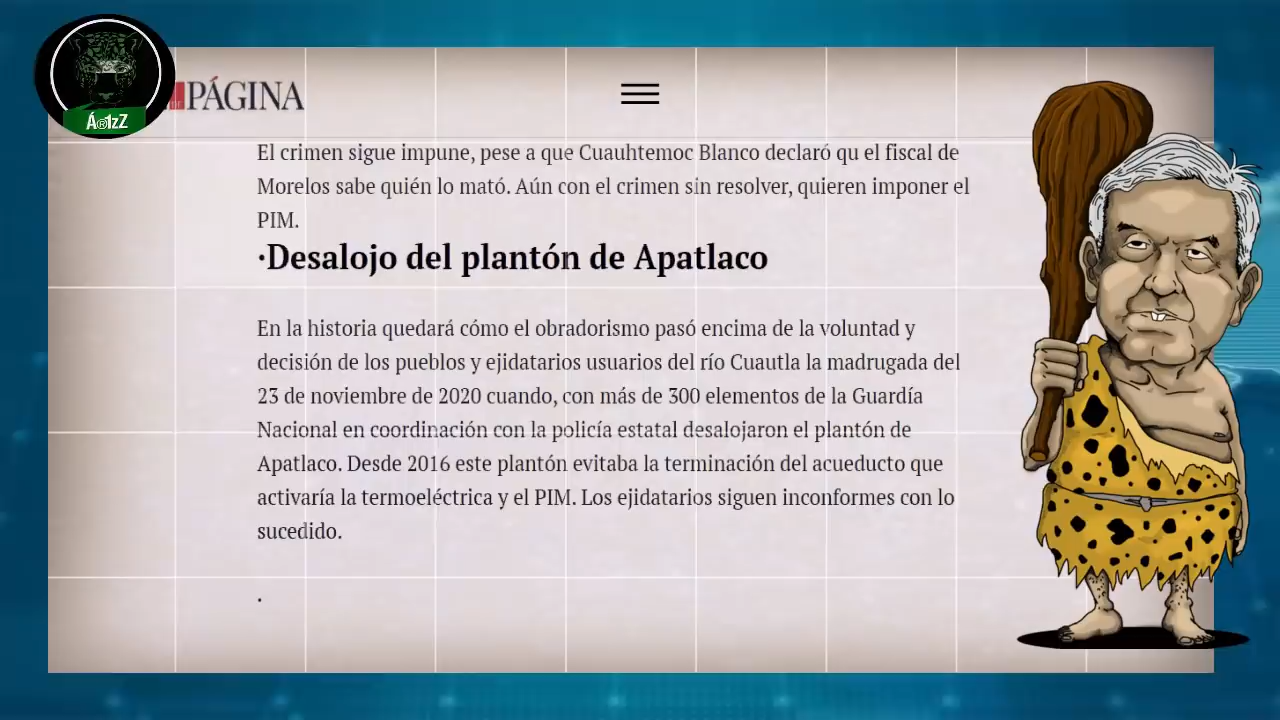 PÁGINA
Á®1zZ
El crimen sigue impune, pese a que Cuauhtemoc Blanco declaró qu el fiscal de
Morelos sabe quién lo mató. Aún con el crimen sin resolver, quieren imponer el
PIM.
·Desalojo del plantón de Apatlaco
En la historia quedará cómo el obradorismo pasó encima de la voluntad y
decisión de los pueblos y ejidatarios usuarios del río Cuautla la madrugada del
23 de noviembre de 2020 cuando, con más de 300 elementos de la Guardía
Nacional en coordinación con la policía estatal desalojaron el plantón de
Apatlaco. Desde 2016 este plantón evitaba la terminación del acueducto que
activaría la termoeléctrica y el PIM. Los ejidatarios siguen inconformes con lo
sucedido.
.